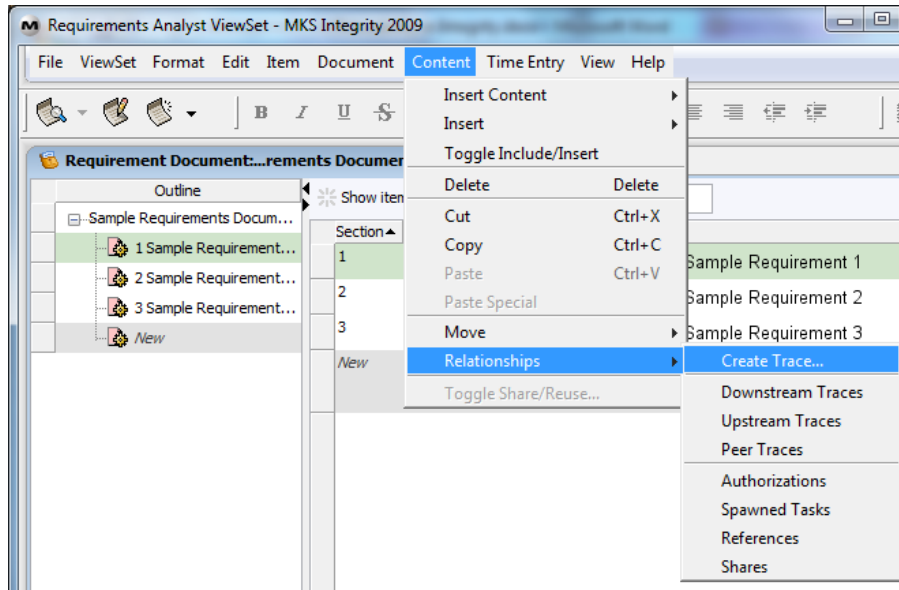 Requirements Analyst ViewSet - MKS Integrity 2009
File ViewSet Format Edit Item Document Content Time Entry View Help
B I U S
Requirement Document:...rements Documen
Outline
Sample Requirements Docum...
1 Sample Requirement...
2 Sample Requirement...
3 Sample Requirement...
New
Show item
Section
1 Sample Requirement 1
2 Sample Requirement 2
3 Sample Requirement 3
New
Insert Content
Insert
Toggle Include/Insert
Delete Delete
Cut Ctrl+X
Copy Ctrl+C
Paste Ctrl+V
Paste Special
Move
Relationships
Toggle Share/Reuse...
Create Trace...
Downstream Traces
Upstream Traces
Peer Traces
Authorizations
Spawned Tasks
References
Shares